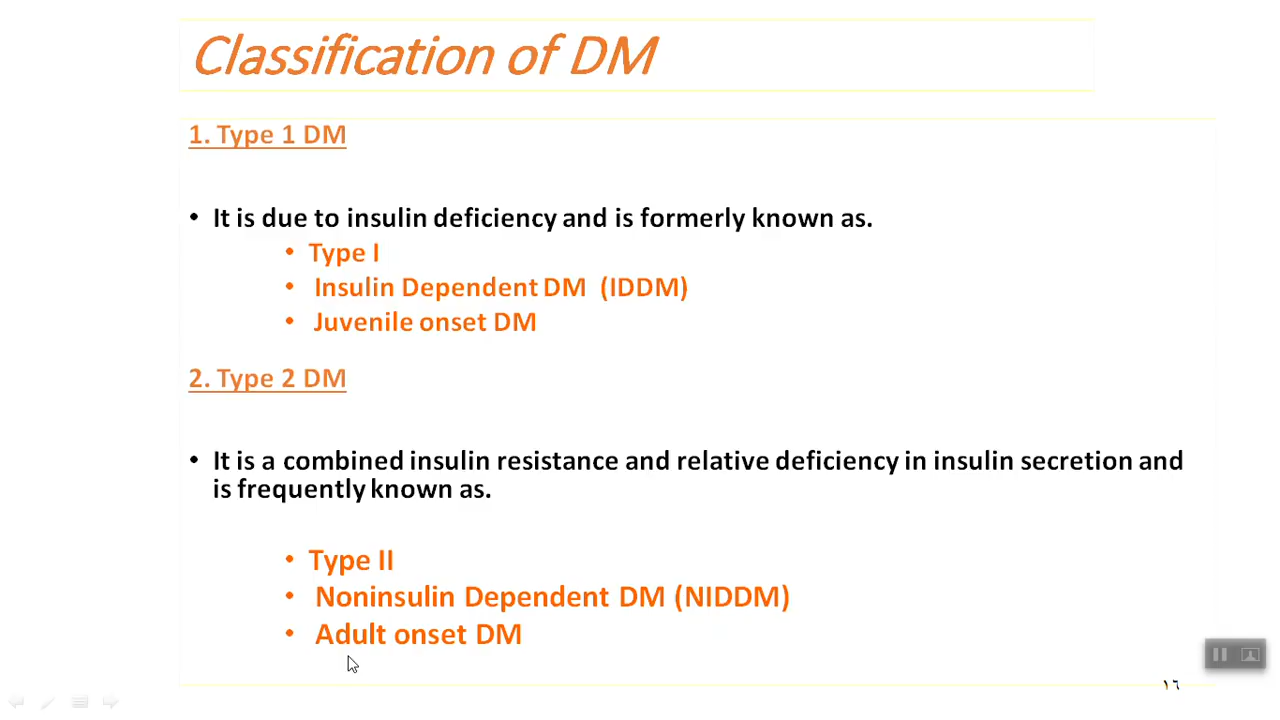 Classification of DM
1. Type 1 DM
• It is due to insulin deficiency and is formerly known as.
• Type I
• Insulin Dependent DM (IDDM)
• Juvenile onset DM
2. Type 2 DM
• It is a combined insulin resistance and relative deficiency in insulin secretion and
is frequently known as.
• Type II
• Noninsulin Dependent DM (NIDDM)
• Adult onset DM
١٦